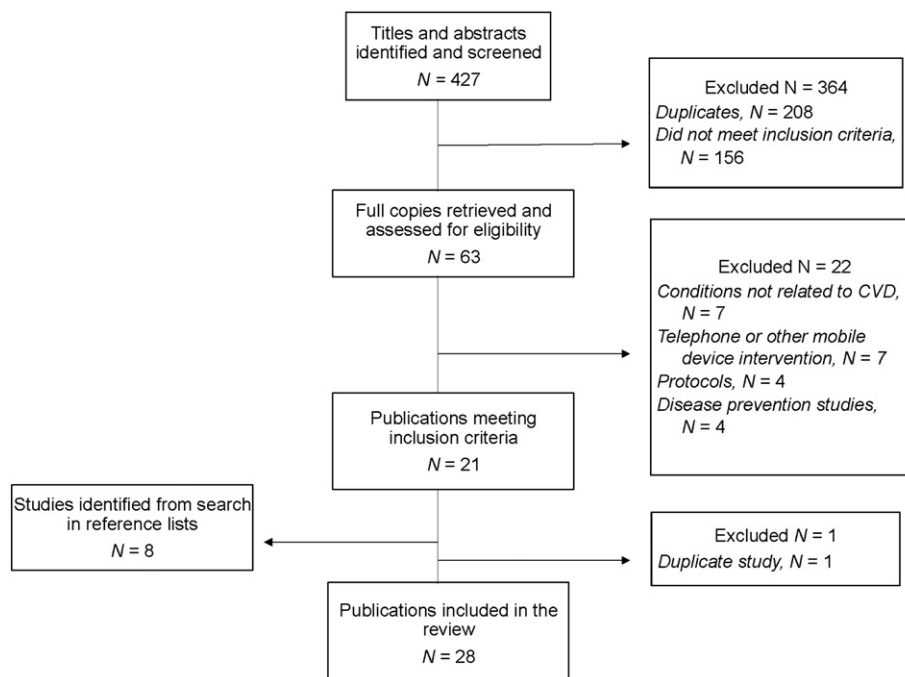 Titles and abstracts
identified and screened
N = 427
Excluded N = 364
Duplicates, N = 208
Did not meet inclusion criteria,
N = 156
Full copies retrieved and
assessed for eligibility
N = 63
Excluded N = 22
Conditions not related to CVD,
N = 7
Telephone or other mobile
device intervention, N = 7
Protocols, N = 4
Disease prevention studies,
N = 4
Publications meeting
inclusion criteria
N = 21
Studies identified from search
in reference lists
N = 8
Excluded N = 1
Duplicate study, N = 1
Publications included in the
review
N = 28